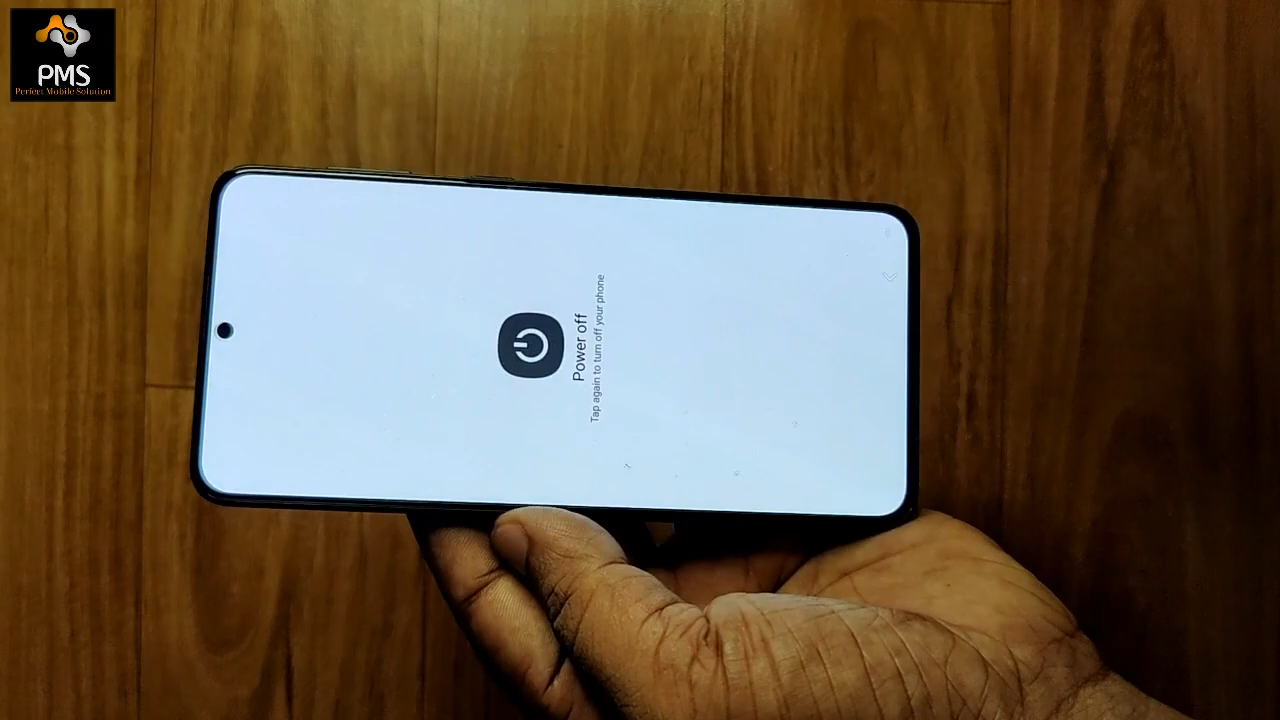 PMS
Perfect Mobile Solution
Power off
Tap again to turn off your phone